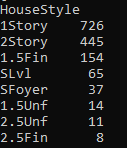 HouseStyle
1Story    726
2Story    445
1.5Fin    154
SLvl       65
SFoyer     37
1.5Unf     14
2.5Unf     11
2.5Fin      8